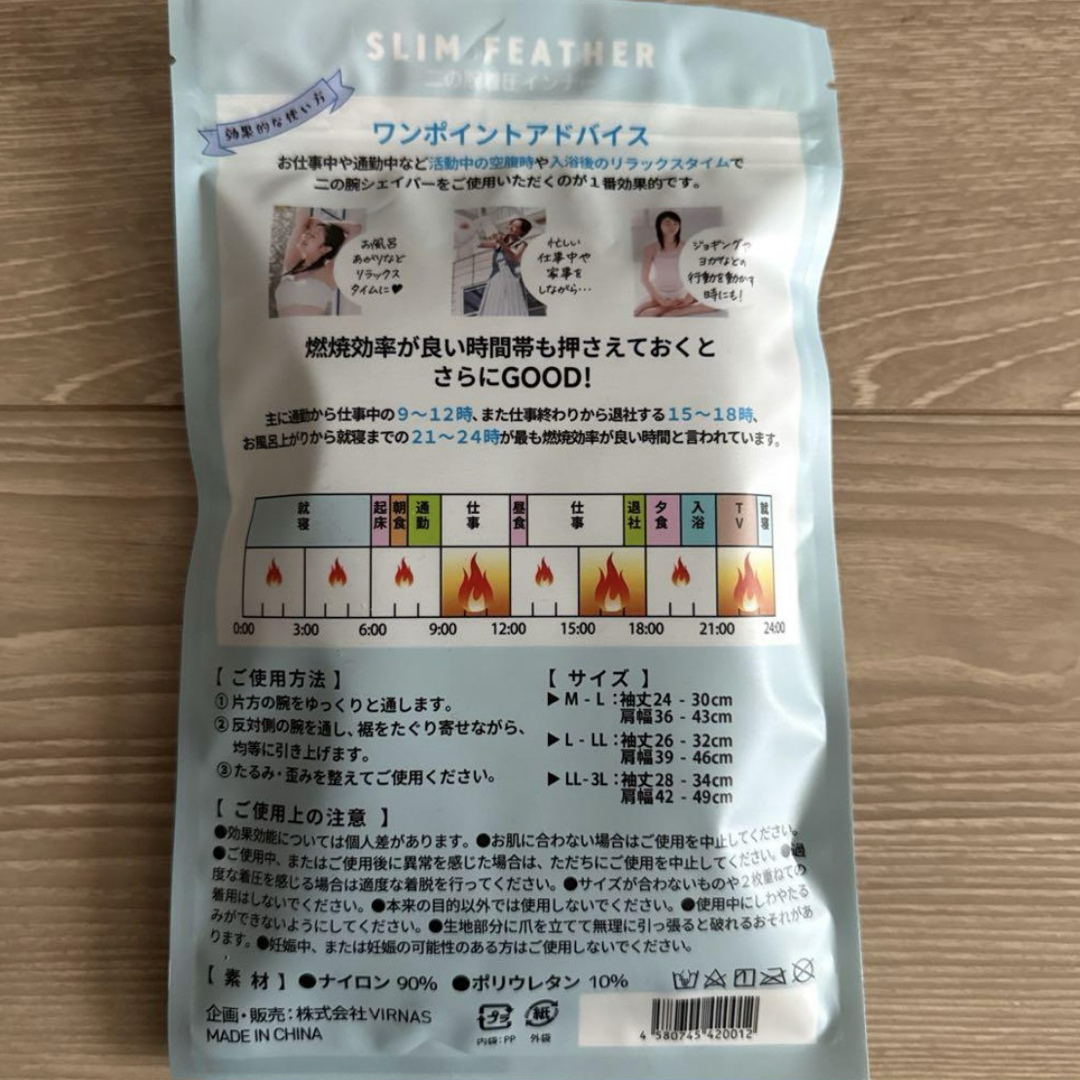 SLIM FEATHER
二の腕着圧インナー
効果的な使い方
ワンポイントアドバイス
お仕事中や通勤中など活動中の空腹時や入浴後のリラックスタイムで
二の腕シェイパーをご使用いただくのが1番効果的です。
お風呂
あがりなど
リラックス
タイムに♥
忙しい
仕事中や
家事を
しながら…
ジョギングや
ヨガなどの
行動を動かす
時にも!
燃焼効率が良い時間帯も押さえておくと
さらにGOOD!
主に通勤から仕事中の9〜12時、また仕事終わりから退社する15〜18時、
お風呂上がりから就寝までの21〜24時が最も燃焼効率が良い時間と言われています。
就寝 起床 朝食 通勤 仕事 昼食 仕事 退社 夕食 入浴 TV 就寝
0:00 3:00 6:00 9:00 12:00 15:00 18:00 21:00 24:00
【 ご使用方法 】
①片方の腕をゆっくりと通します。
②反対側の腕を通し、裾をたぐり寄せながら、
均等に引き上げます。
③たるみ・歪みを整えてご使用ください。
【 サイズ 】
▶M - L :袖丈24 - 30cm
肩幅36 - 43cm
▶L - LL :袖丈26 - 32cm
肩幅39 - 46cm
▶LL-3L :袖丈28 - 34cm
肩幅42 - 49cm
【 ご使用上の注意 】
●効果効能については個人差があります。●お肌に合わない場合はご使用を中止してください。
●ご使用中、またはご使用後に異常を感じた場合は、ただちにご使用を中止してください。●過
度な着圧を感じる場合は適度な着脱を行ってください。●サイズが合わないものや2枚重ねでの
着用はしないでください。●本来の目的以外では使用しないでください。●使用中にしわやたる
みができないようにしてください。●生地部分に爪を立てて無理に引っ張ると破れるおそれがあ
ります。●妊娠中、または妊娠の可能性のある方はご使用しないでください。
【 素 材 】●ナイロン 90% ●ポリウレタン 10%
企画・販売:株式会社VIRNAS
MADE IN CHINA
プラ
内袋:PP
紙
外袋
4 580745 420012